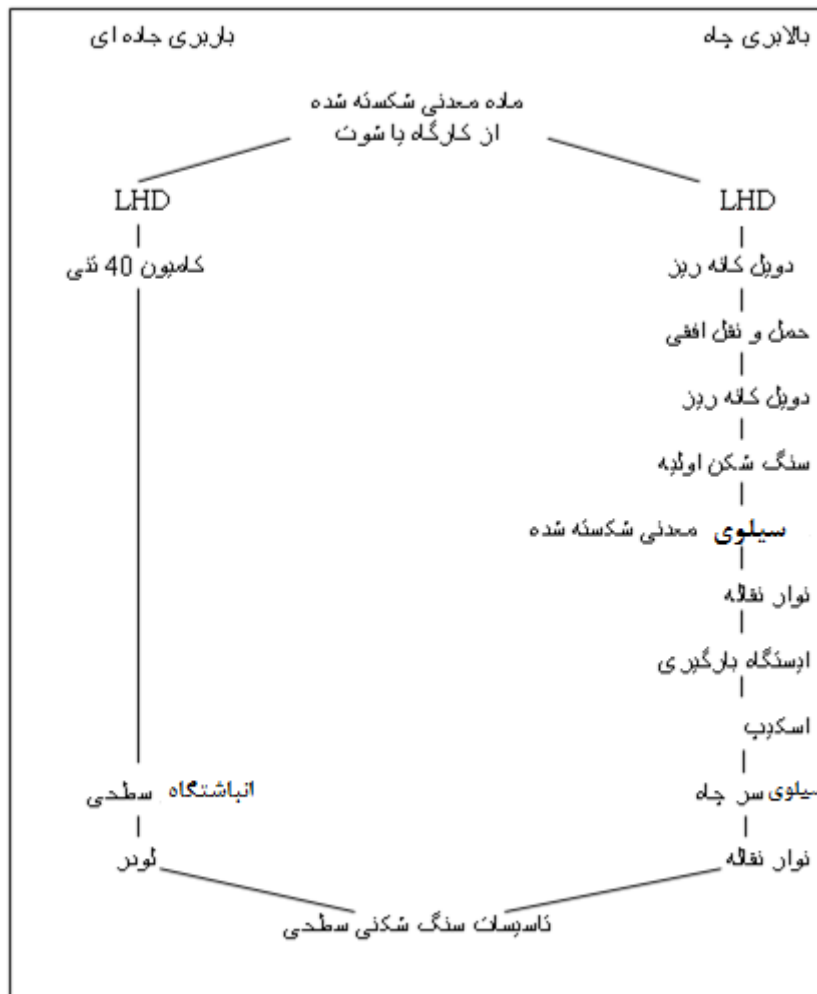 بالابری چاه
باربری جاده ای
ماده معدنی شکسته شده
از کارگاه یا شوت
LHD
LHD
دویل کانه ریز
کامیون 40 تنی
حمل و نقل افقی
دویل کانه ریز
سنگ شکن اولیه
سیلوی معدنی شکسته شده
نوار نقاله
ایستگاه بارگیری
اسکیپ
سیلوی سر چاه
انباشتگاه سطحی
نوار نقاله
لودر
تاسیسات سنگ شکنی سطحی